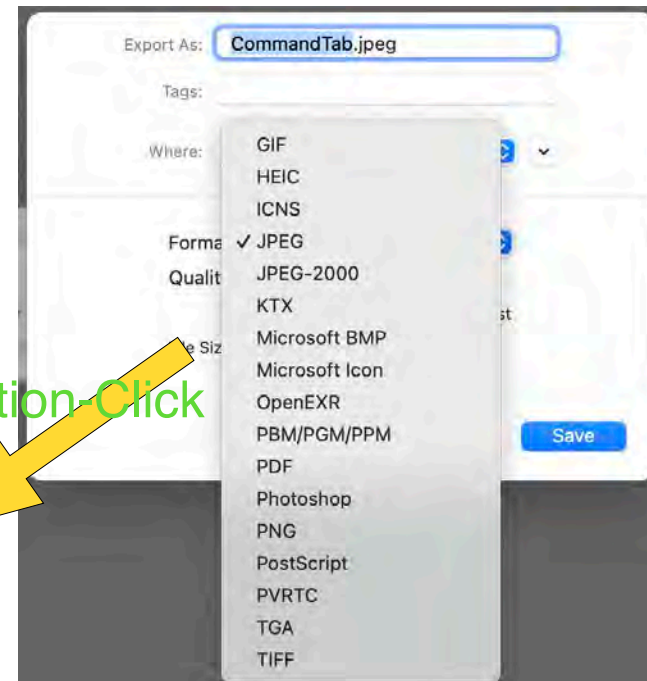 Export As: CommandTab.jpeg
Tags:
Where:
GIF
HEIC
ICNS
Forma ✓ JPEG
Qualit JPEG-2000
KTX
st
Microsoft BMP
Siz
Microsoft Icon
tion-Click
OpenEXR
PBM/PGM/PPM
Save
PDF
Photoshop
PNG
PostScript
PVRTC
TGA
TIFF